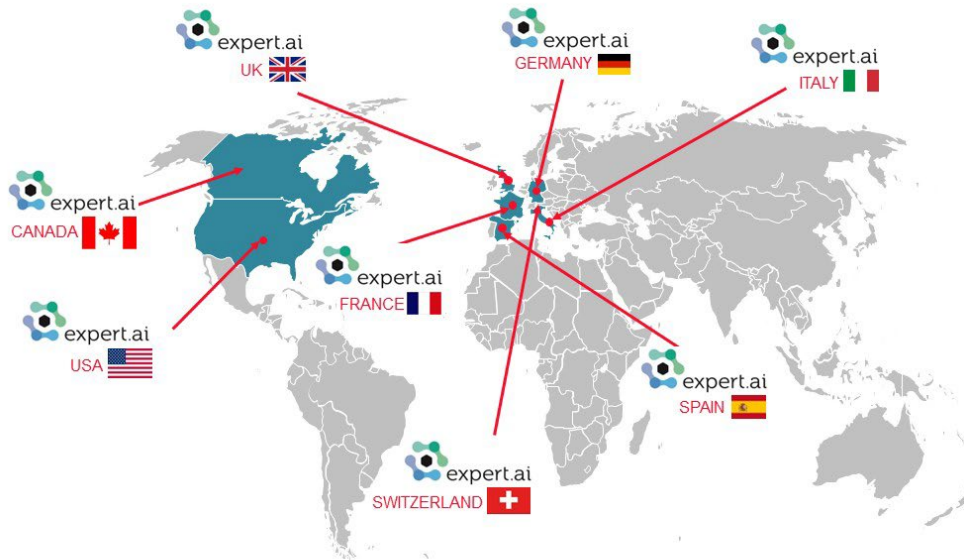 expert.ai
UK
expert.ai
GERMANY
expert.ai
ITALY
expert.ai
CANADA
expert.ai
FRANCE
expert.ai
USA
expert.ai
SPAIN
expert.ai
SWITZERLAND